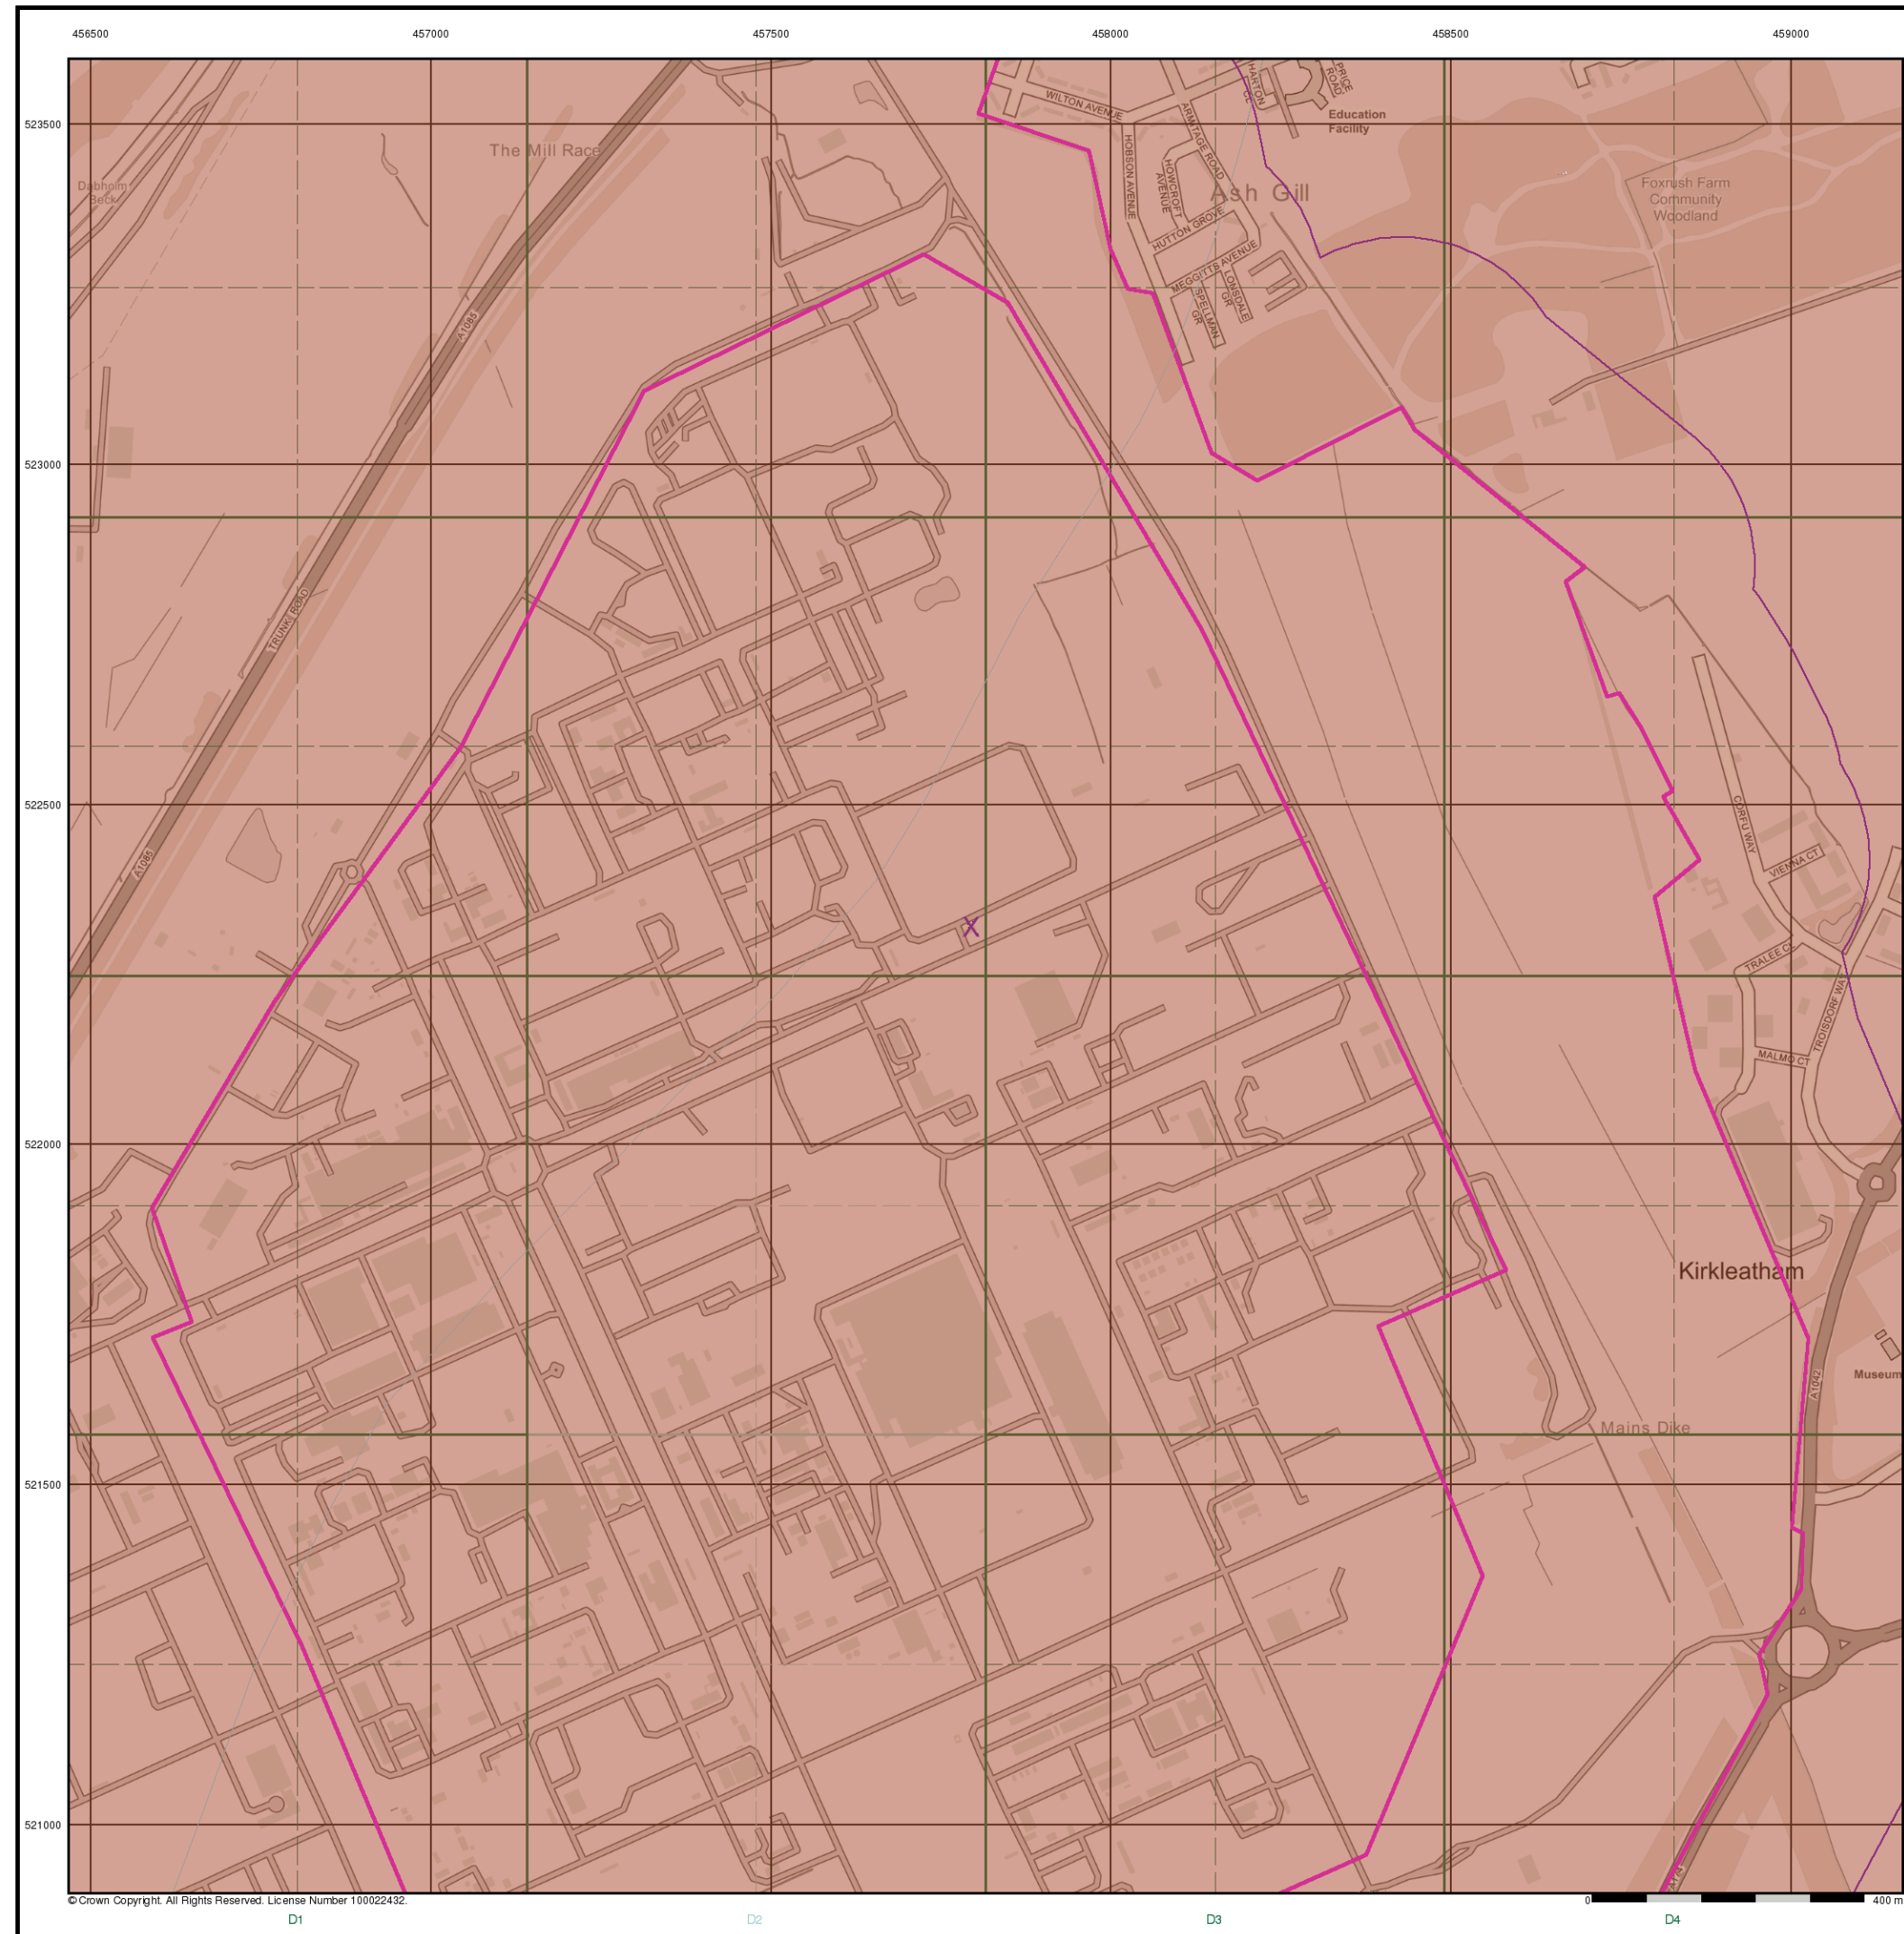 456500 457000 457500 458000 458500 459000
523500
523000
522500
522000
521500
521000
The Mill Race
Dabholm
Beck
A1085
TRUNK ROAD
A1085
WILTON AVENUE
HARTON
CL
PRICE
ROAD
Education
Facility
ARMITAGE ROAD
HOBSON AVENUE
HOWCROFT
AVENUE
Ash Gill
HUTTON GROVE
MEGGITTS AVENUE
LONSDALE
GR
SPELLMAN
GR
Foxrush Farm
Community
Woodland
CORFU WAY
VIENNA CT
TRALEE CT
TROISDORF WAY
MALMO CT
X
Kirkleatham
A1042
Museum
Mains Dike
© Crown Copyright. All Rights Reserved. License Number 100022432.
0 400 m
D1 D2 D3 D4